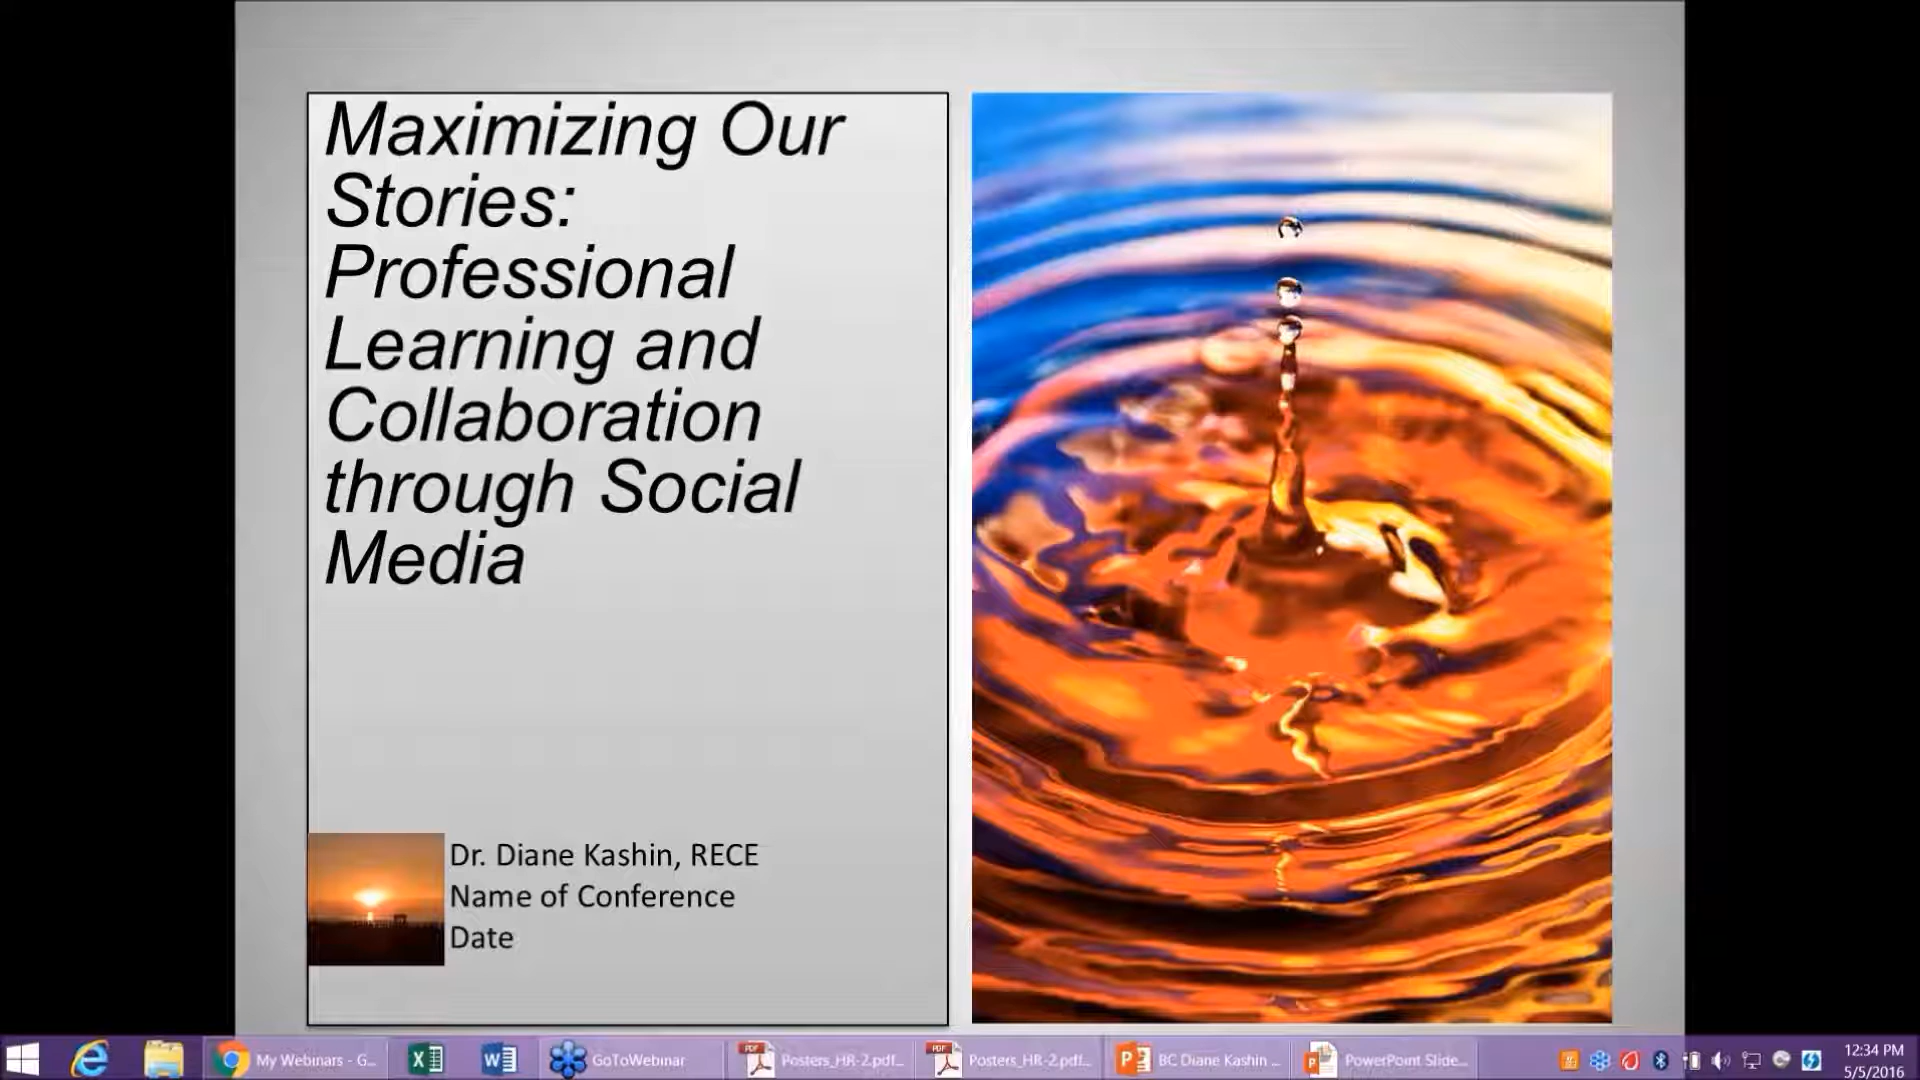 Maximizing Our
Stories:
Professional
Learning and
Collaboration
through Social
Media
Dr. Diane Kashin, RECE
Name of Conference
Date
My Webinars - G...
GoToWebinar
Posters_HR-2.pdf...
Posters_HR-2.pdf...
BC Diane Kashin ...
PowerPoint Slide...
12:34 PM
5/5/2016